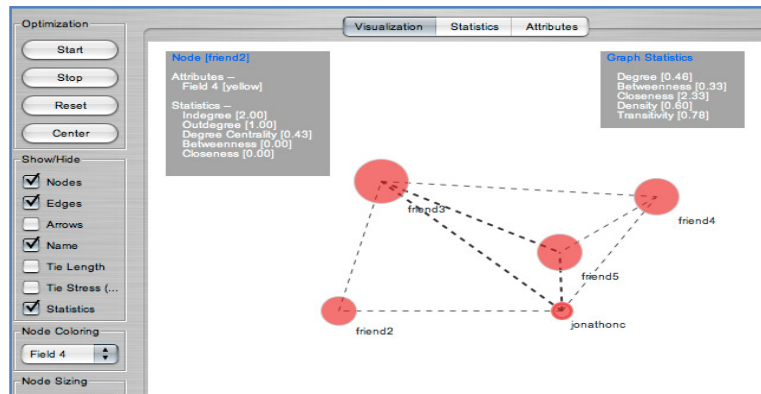 Optimization
Start
Stop
Reset
Center
Show/Hide
Nodes
Edges
Arrows
Name
Tie Length
Tie Stress (...
Statistics
Node Coloring
Field 4
Node Sizing
Visualization Statistics Attributes
Node [friend2]
Attributes --
Field 4 [yellow]
Statistics --
Indegree [2.00]
Outdegree [1.00]
Degree Centrality [0.43]
Betweenness [0.00]
Closeness [0.00]
Graph Statistics
Degree [0.46]
Betweenness [0.33]
Closeness [2.33]
Density [0.60]
Transitivity [0.78]
friend3
friend4
friend5
friend2
jonathonc